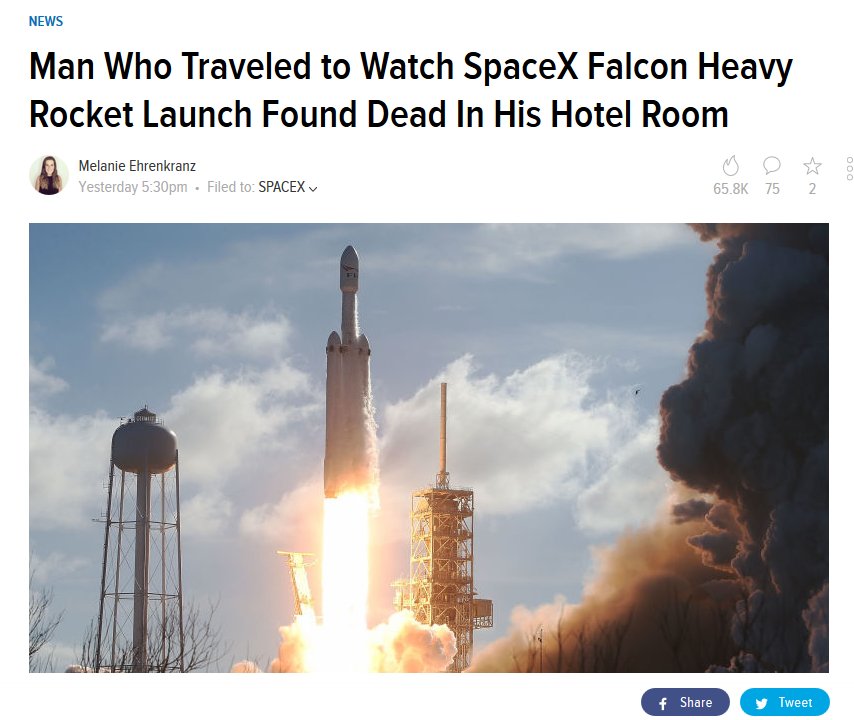 NEWS
Man Who Traveled to Watch SpaceX Falcon Heavy
Rocket Launch Found Dead In His Hotel Room
Melanie Ehrenkranz
Yesterday 5:30pm • Filed to: SPACEX
65.8K 75 2
Share Tweet